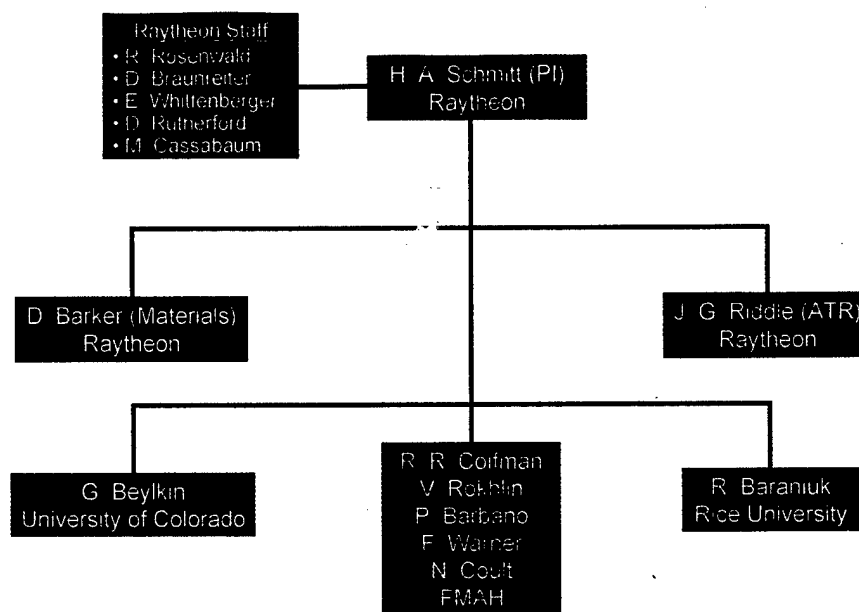 Raytheon Staff
• R Rosenwald
• D Braunreiter
• E Whittenberger
• D Rutherford
• M Cassabaum
H A Schmitt (PI)
Raytheon
D Barker (Materials)
Raytheon
J G Riddle (ATR)
Raytheon
G Beylkin
University of Colorado
R R Coifman
V Rokhlin
P Barbano
F Warner
N Coult
FMAH
R Baraniuk
Rice University